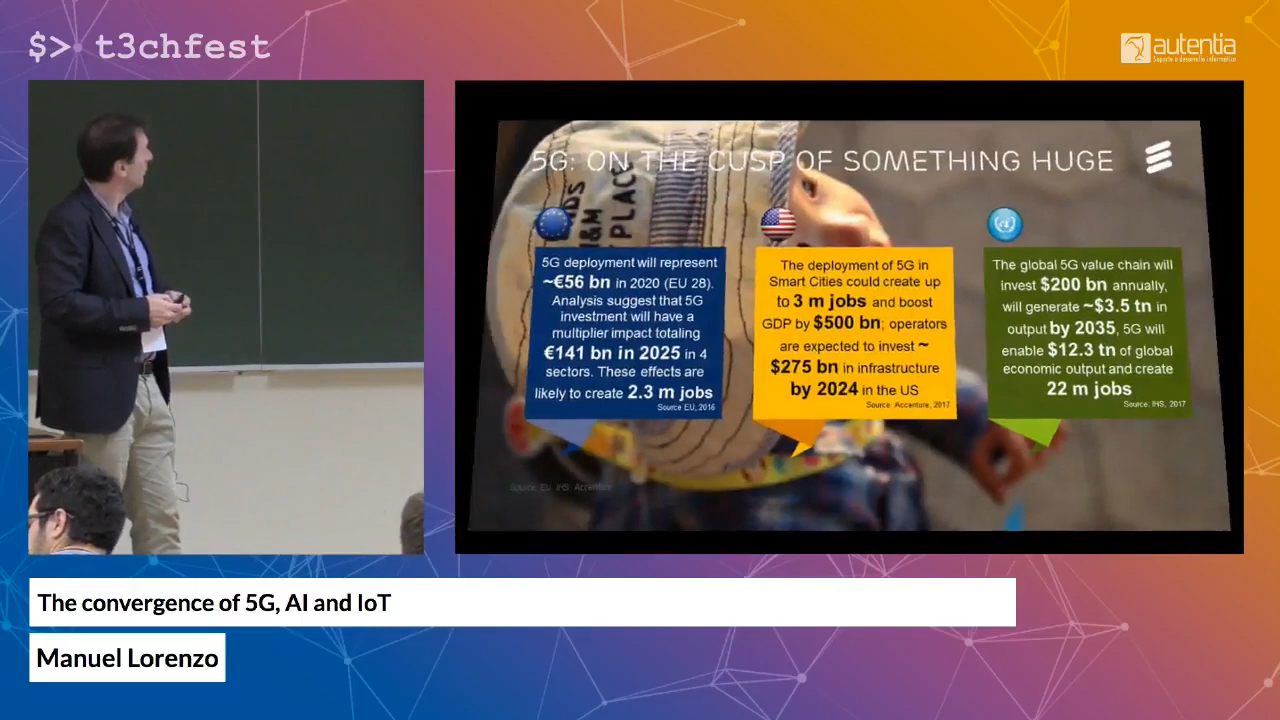 $> t3chfest
autentia
Soporte a desarrollo informático
5G: ON THE CUSP OF SOMETHING HUGE
5G deployment will represent
~€56 bn in 2020 (EU 28).
Analysis suggest that 5G
investment will have a
multiplier impact totaling
€141 bn in 2025 in 4
sectors. These effects are
likely to create 2.3 m jobs
Source EU, 2016
The deployment of 5G in
Smart Cities could create up
to 3 m jobs and boost
GDP by $500 bn; operators
are expected to invest ~
$275 bn in infrastructure
by 2024 in the US
Source: Accenture, 2017
The global 5G value chain will
invest $200 bn annually,
will generate ~$3.5 tn in
output by 2035, 5G will
enable $12.3 tn of global
economic output and create
22 m jobs
Source: IHS, 2017
H&M
PLACE
Source: EU, IHS, Accenture
The convergence of 5G, AI and IoT
Manuel Lorenzo